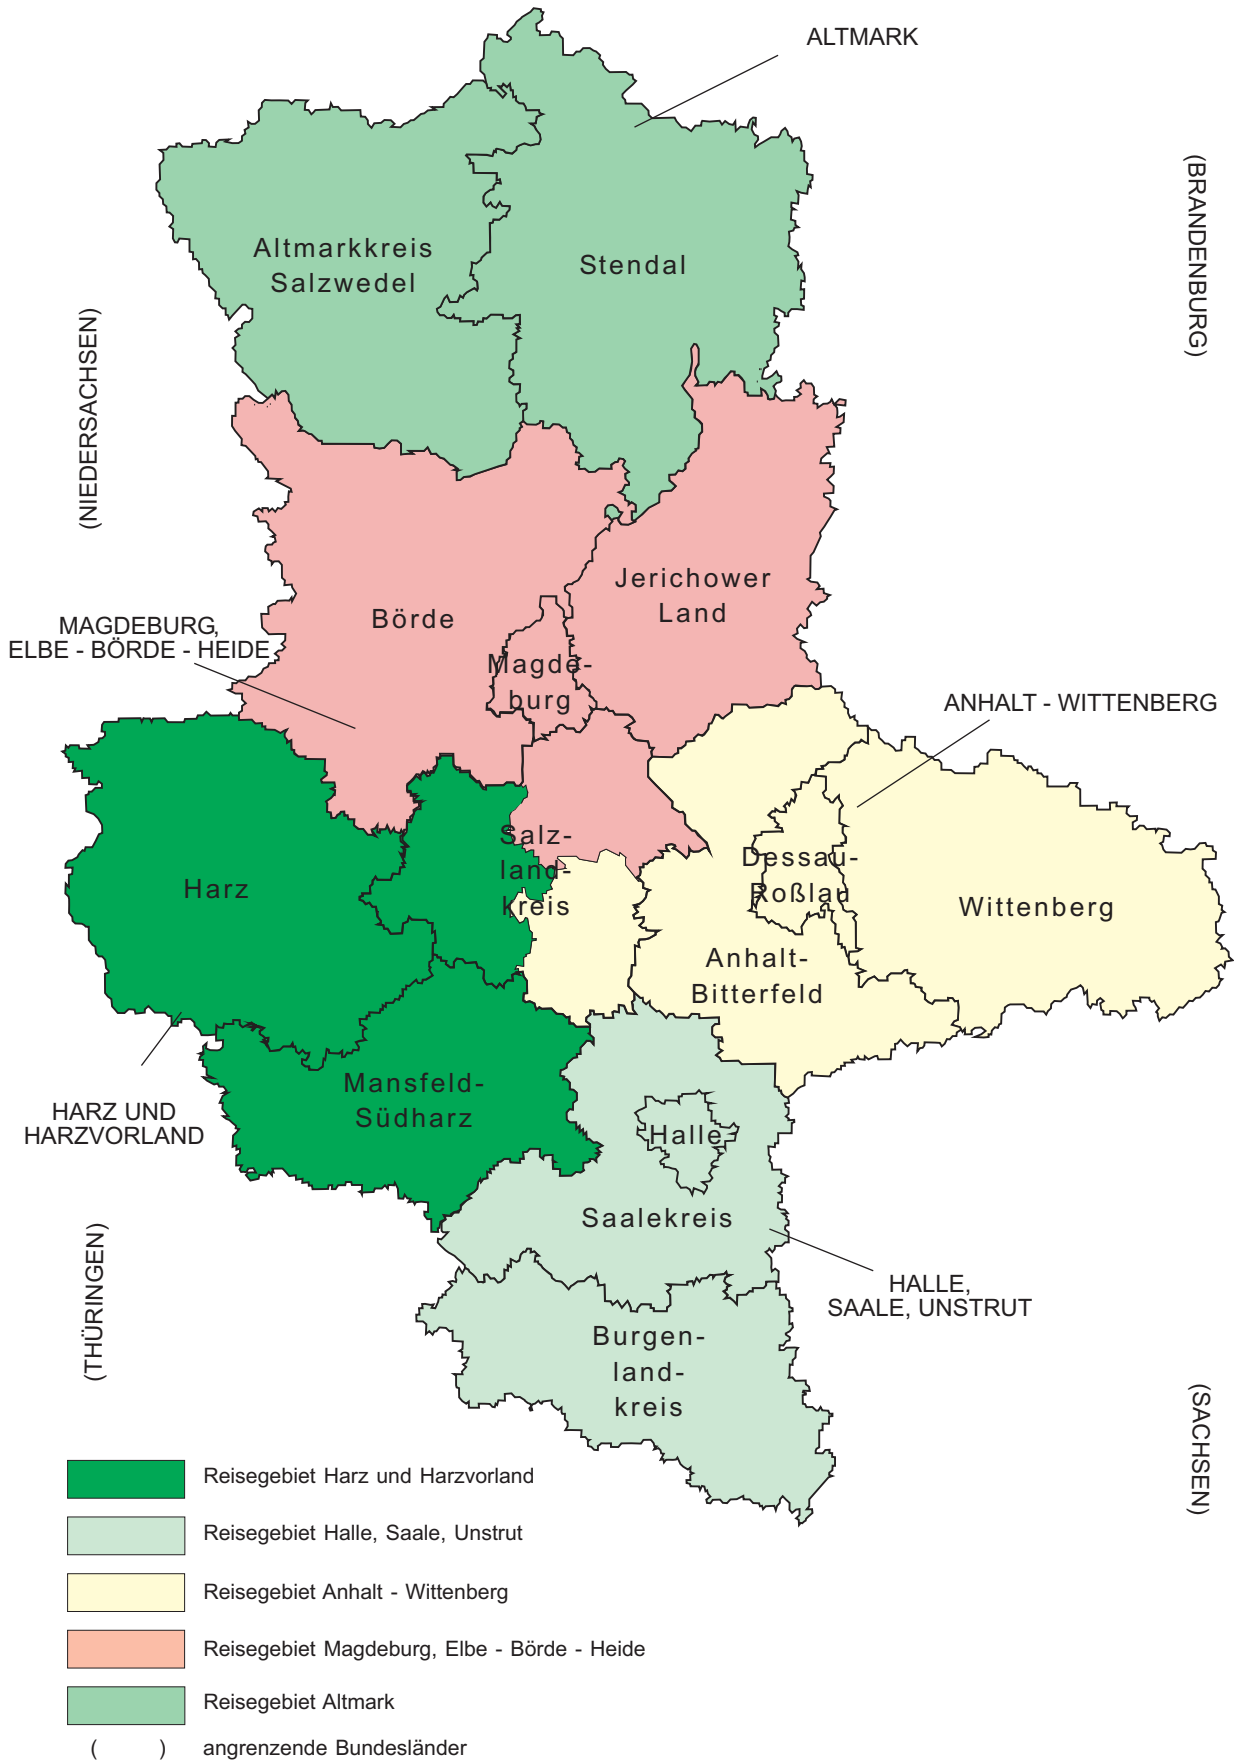 ALTMARK
(BRANDENBURG)
Altmarkkreis
Salzwedel
Stendal
(NIEDERSACHSEN)
Jerichower
Land
Börde
MAGDEBURG,
ELBE - BÖRDE - HEIDE
Magde-
burg
ANHALT - WITTENBERG
Salz-
land-
kreis
Dessau-
Roßlau
Harz
Wittenberg
Anhalt-
Bitterfeld
Mansfeld-
Südharz
HARZ UND
HARZVORLAND
Halle
Saalekreis
(THÜRINGEN)
HALLE,
SAALE, UNSTRUT
Burgen-
land-
kreis
(SACHSEN)
Reisegebiet Harz und Harzvorland
Reisegebiet Halle, Saale, Unstrut
Reisegebiet Anhalt - Wittenberg
Reisegebiet Magdeburg, Elbe - Börde - Heide
Reisegebiet Altmark
( ) angrenzende Bundesländer